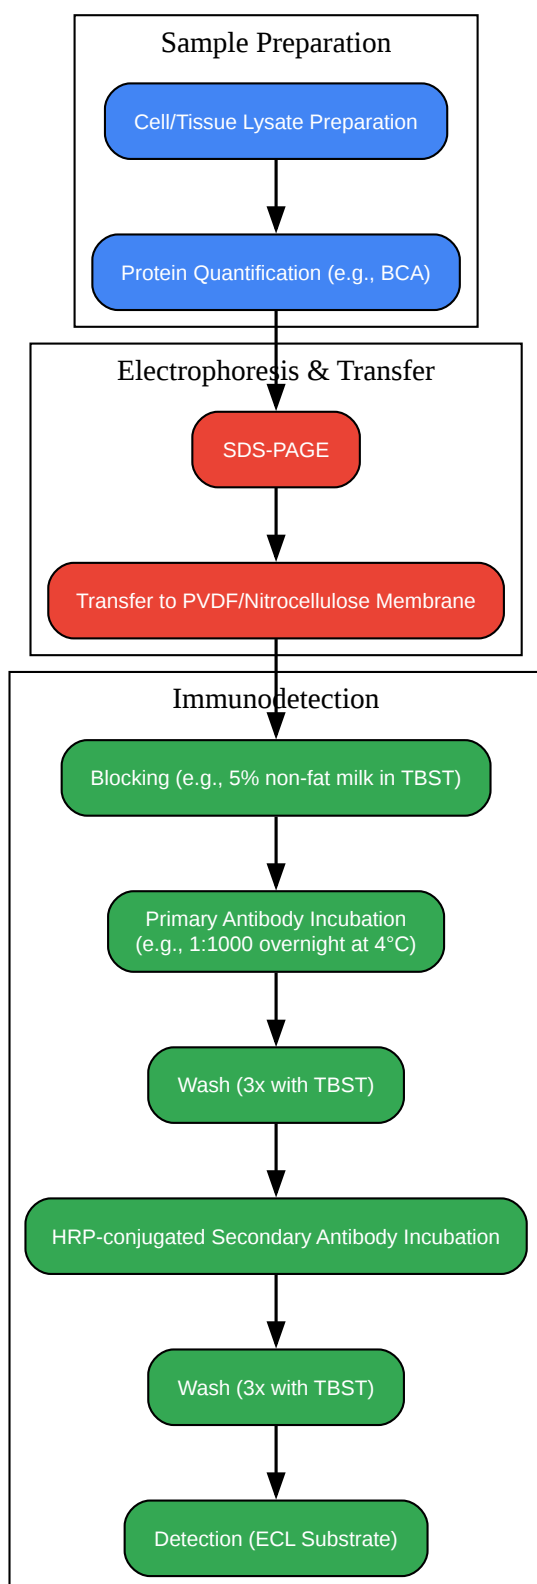 Sample Preparation
Cell/Tissue Lysate Preparation
Protein Quantification (e.g., BCA)
Electrophoresis & Transfer
SDS-PAGE
Transfer to PVDF/Nitrocellulose Membrane
Immunodetection
Blocking (e.g., 5% non-fat milk in TBST)
Primary Antibody Incubation
(e.g., 1:1000 overnight at 4°C)
Wash (3x with TBST)
HRP-conjugated Secondary Antibody Incubation
Wash (3x with TBST)
Detection (ECL Substrate)